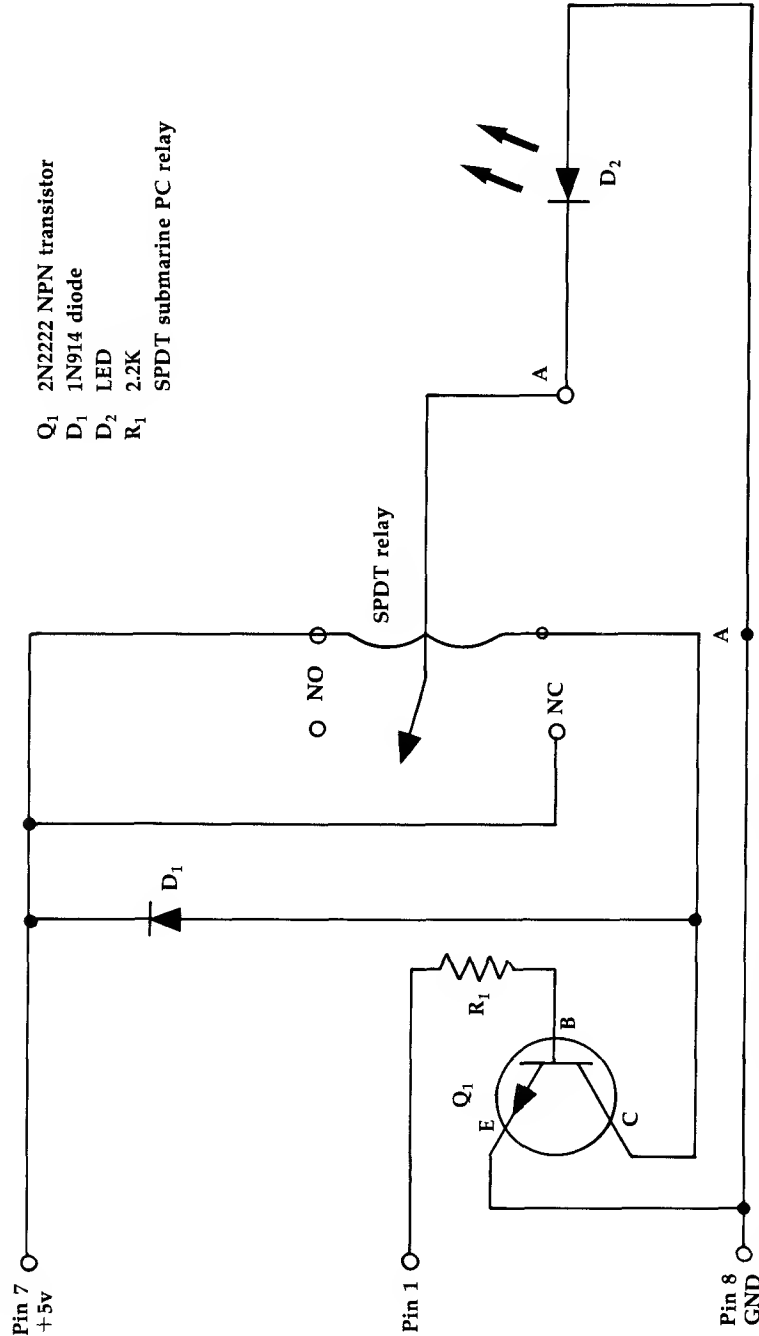 Q₁ 2N2222 NPN transistor
D₁ 1N914 diode
D₂ LED
R₁ 2.2K
SPDT submarine PC relay
Pin 7
+5v
D₁
NO
SPDT relay
NC
A
D₂
Pin 1
R₁
Q₁
E
B
C
A
Pin 8
GND